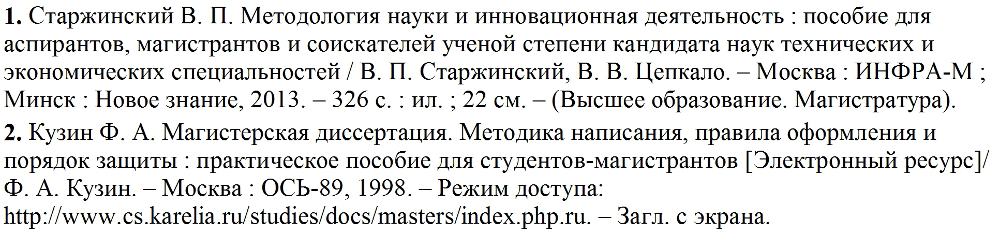 1. Старжинский В. П. Методология науки и инновационная деятельность : пособие для
аспирантов, магистрантов и соискателей ученой степени кандидата наук технических и
экономических специальностей / В. П. Старжинский, В. В. Цепкало. – Москва : ИНФРА-М ;
Минск : Новое знание, 2013. – 326 с. : ил. ; 22 см. – (Высшее образование. Магистратура).
2. Кузин Ф. А. Магистерская диссертация. Методика написания, правила оформления и
порядок защиты : практическое пособие для студентов-магистрантов [Электронный ресурс]/
Ф. А. Кузин. – Москва : ОСЬ-89, 1998. – Режим доступа:
http://www.cs.karelia.ru/studies/docs/masters/index.php.ru. – Загл. с экрана.